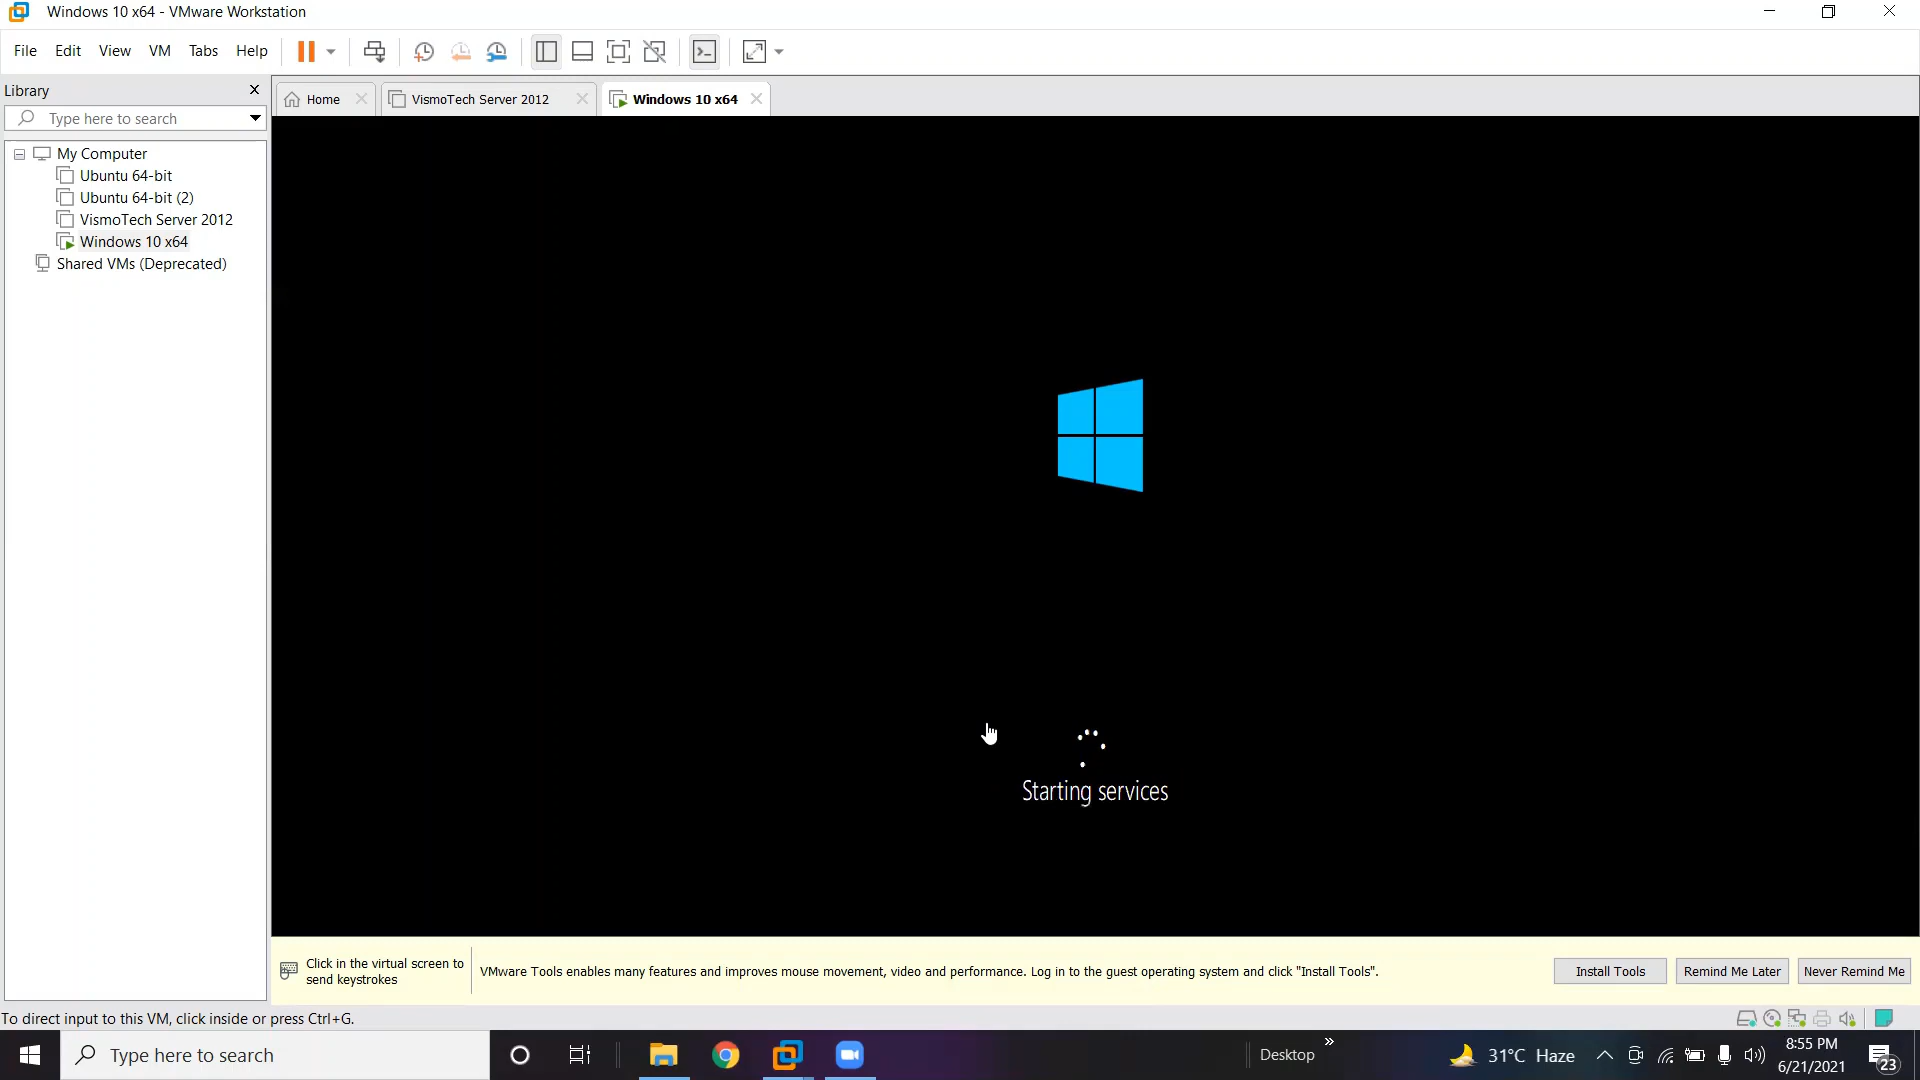 Windows 10 x64 - VMware Workstation
File Edit View VM Tabs Help
Library
Home
VismoTech Server 2012
Windows 10 x64
Type here to search
My Computer
Ubuntu 64-bit
Ubuntu 64-bit (2)
VismoTech Server 2012
Windows 10 x64
Shared VMs (Deprecated)
Starting services
Click in the virtual screen to
send keystrokes
VMware Tools enables many features and improves mouse movement, video and performance. Log in to the guest operating system and click "Install Tools".
Install Tools
Remind Me Later
Never Remind Me
To direct input to this VM, click inside or press Ctrl+G.
Type here to search
Desktop
31°C Haze
8:55 PM
6/21/2021
23